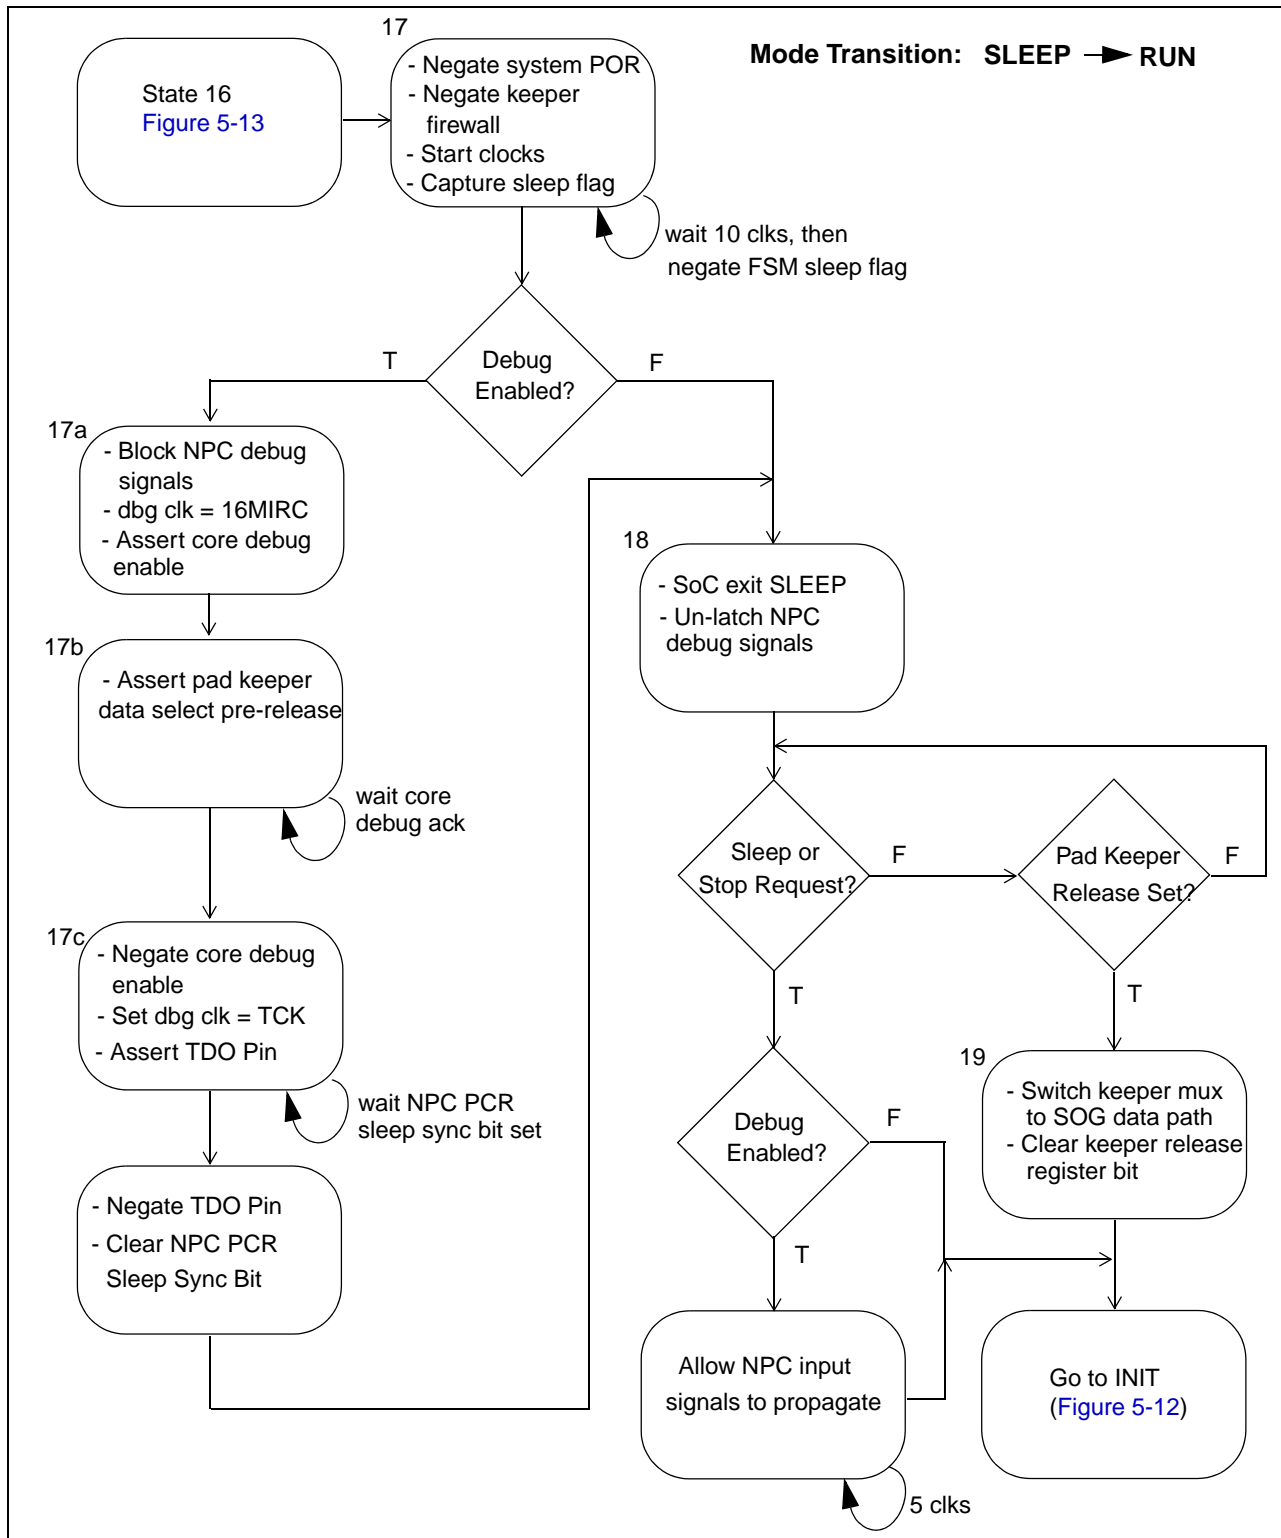 Mode Transition: SLEEP RUN
State 16
Figure 5-13
17
- Negate system POR
- Negate keeper
firewall
- Start clocks
- Capture sleep flag
wait 10 clks, then
negate FSM sleep flag
Debug
Enabled?
T
F
17a
- Block NPC debug
signals
- dbg clk = 16MIRC
- Assert core debug
enable
17b
- Assert pad keeper
data select pre-release
wait core
debug ack
17c
- Negate core debug
enable
- Set dbg clk = TCK
- Assert TDO Pin
wait NPC PCR
sleep sync bit set
- Negate TDO Pin
- Clear NPC PCR
Sleep Sync Bit
18
- SoC exit SLEEP
- Un-latch NPC
debug signals
Sleep or
Stop Request?
F
T
Pad Keeper
Release Set?
F
T
Debug
Enabled?
F
T
19
- Switch keeper mux
to SOG data path
- Clear keeper release
register bit
Allow NPC input
signals to propagate
5 clks
Go to INIT
(Figure 5-12)